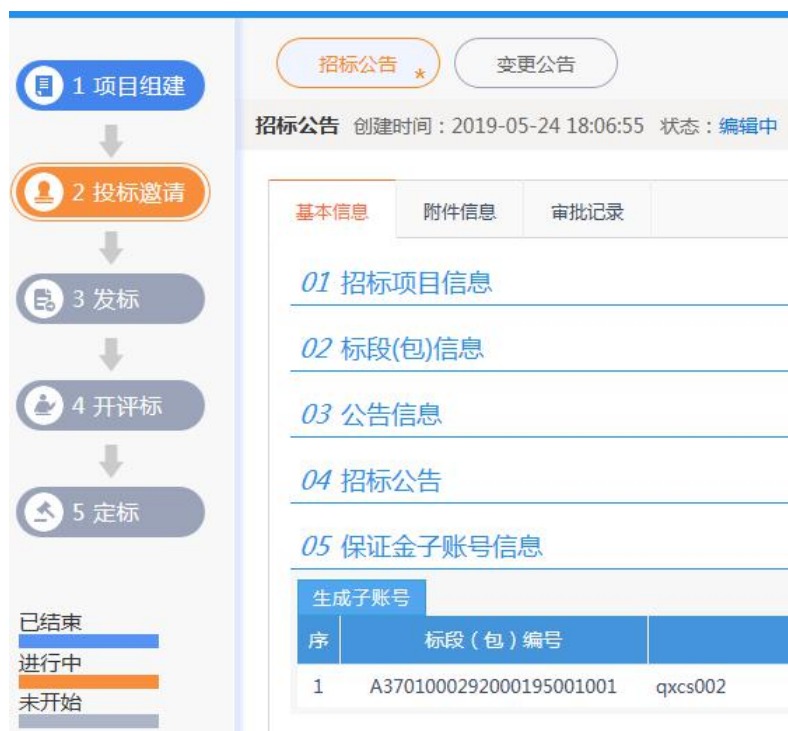 1 项目组建
2 投标邀请
3 发标
4 开评标
5 定标
已结束
进行中
未开始
招标公告 *
变更公告
招标公告 创建时间：2019-05-24 18:06:55 状态：编辑中
基本信息 附件信息 审批记录
01 招标项目信息
02 标段(包)信息
03 公告信息
04 招标公告
05 保证金子账号信息
生成子账号
序 标段（包）编号
1 A3701000292000195001001 qxcs002